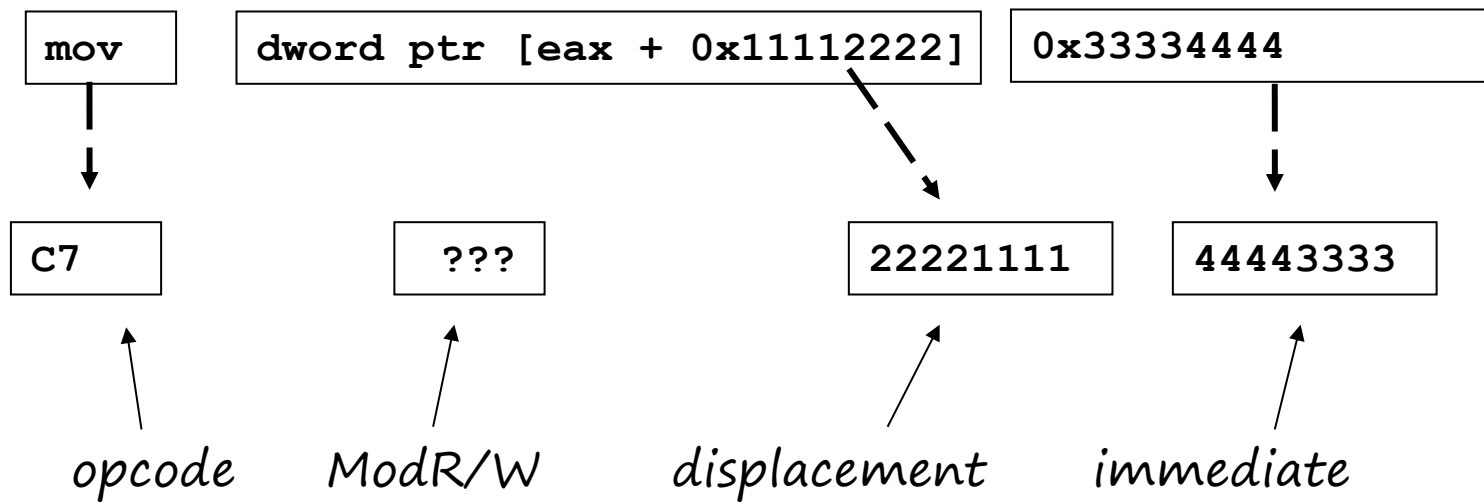 mov dword ptr [eax + 0x11112222] 0x33334444
C7 ??? 22221111 44443333
opcode ModR/W displacement immediate